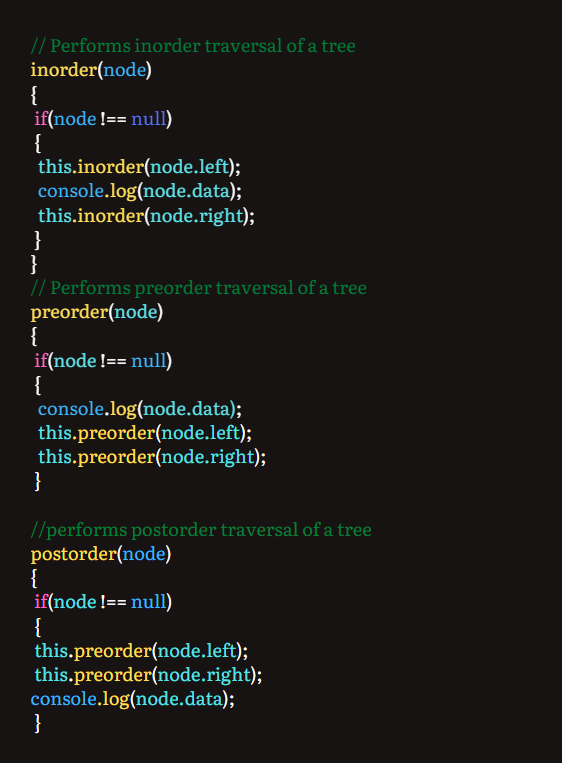 // Performs inorder traversal of a tree
inorder(node)
{
if(node !== null)
{
this.inorder(node.left);
console.log(node.data);
this.inorder(node.right);
}
}
// Performs preorder traversal of a tree
preorder(node)
{
if(node !== null)
{
console.log(node.data);
this.preorder(node.left);
this.preorder(node.right);
}
//performs postorder traversal of a tree
postorder(node)
{
if(node !== null)
{
this.preorder(node.left);
this.preorder(node.right);
console.log(node.data);
}